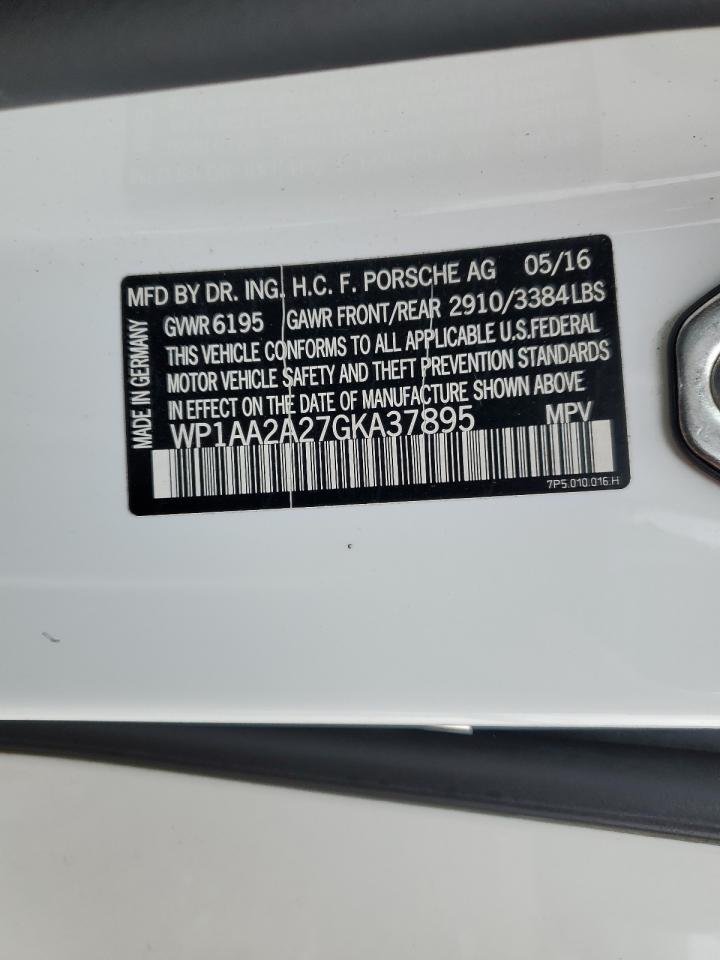 MFD BY DR. ING. H.C. F. PORSCHE AG 05/16
GVWR 6195 GAWR FRONT/REAR 2910/3384LBS
THIS VEHICLE CONFORMS TO ALL APPLICABLE U.S.FEDERAL
MOTOR VEHICLE SAFETY AND THEFT PREVENTION STANDARDS
IN EFFECT ON THE DATE OF MANUFACTURE SHOWN ABOVE
WP1AA2A27GKA37895 MPV
7P5.010.016.H
MADE IN GERMANY